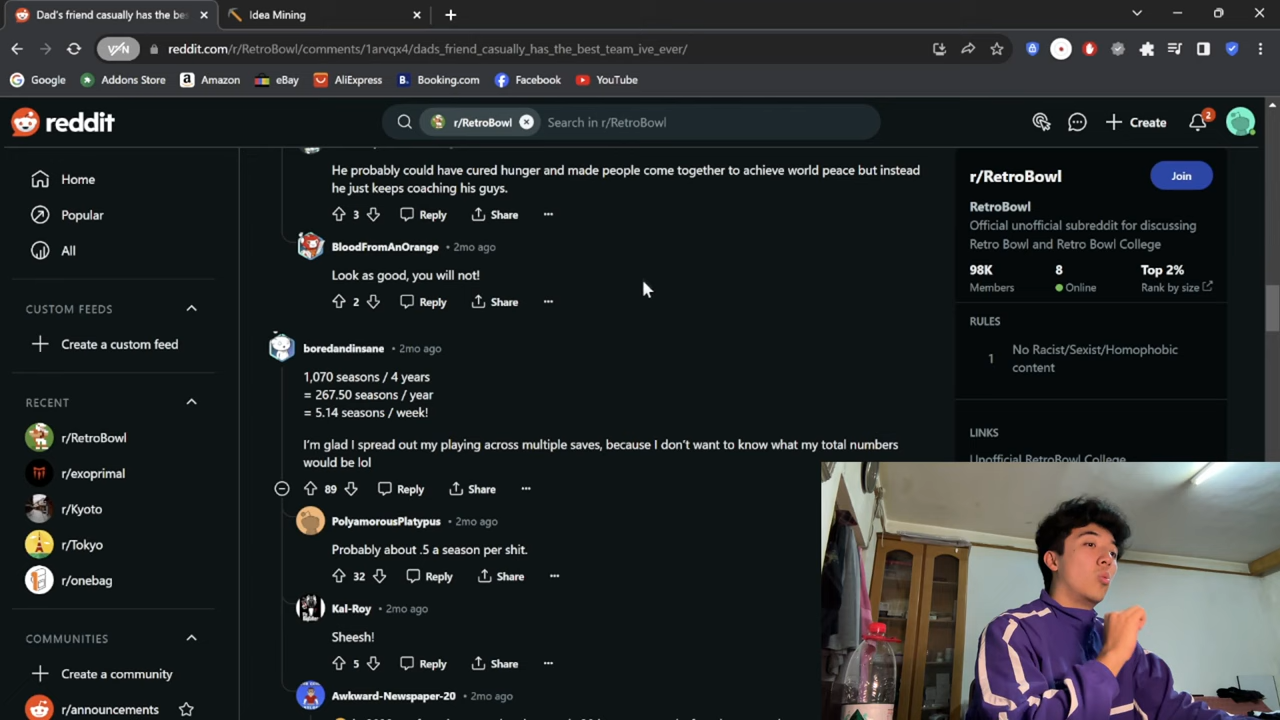 Dad's friend casually has the bes
Idea Mining
VPN
reddit.com/r/RetroBowl/comments/1arvqx4/dads_friend_casually_has_the_best_team_ive_ever/
Google
Addons Store
Amazon
eBay
AliExpress
Booking.com
Facebook
YouTube
reddit
r/RetroBowl
Search in r/RetroBowl
Create
2
Home
Popular
All
CUSTOM FEEDS
Create a custom feed
RECENT
r/RetroBowl
r/exoprimal
r/Kyoto
r/Tokyo
r/onebag
COMMUNITIES
Create a community
r/announcements
He probably could have cured hunger and made people come together to achieve world peace but instead
he just keeps coaching his guys.
3 Reply Share
BloodFromAnOrange • 2mo ago
Look as good, you will not!
2 Reply Share
boredandinsane • 2mo ago
1,070 seasons / 4 years
= 267.50 seasons / year
= 5.14 seasons / week!
I'm glad I spread out my playing across multiple saves, because I don't want to know what my total numbers
would be lol
89 Reply Share
PolyamorousPlatypus • 2mo ago
Probably about .5 a season per shit.
32 Reply Share
Kal-Roy • 2mo ago
Sheesh!
5 Reply Share
Awkward-Newspaper-20 • 2mo ago
r/RetroBowl
Join
RetroBowl
Official unofficial subreddit for discussing
Retro Bowl and Retro Bowl College
98K 8 Top 2%
Members Online Rank by size
RULES
1 No Racist/Sexist/Homophobic
content
LINKS
Unofficial RetroBowl College